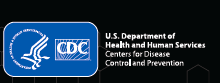 CDC
U.S. Department of
Health and Human Services
Centers for Disease
Control and Prevention